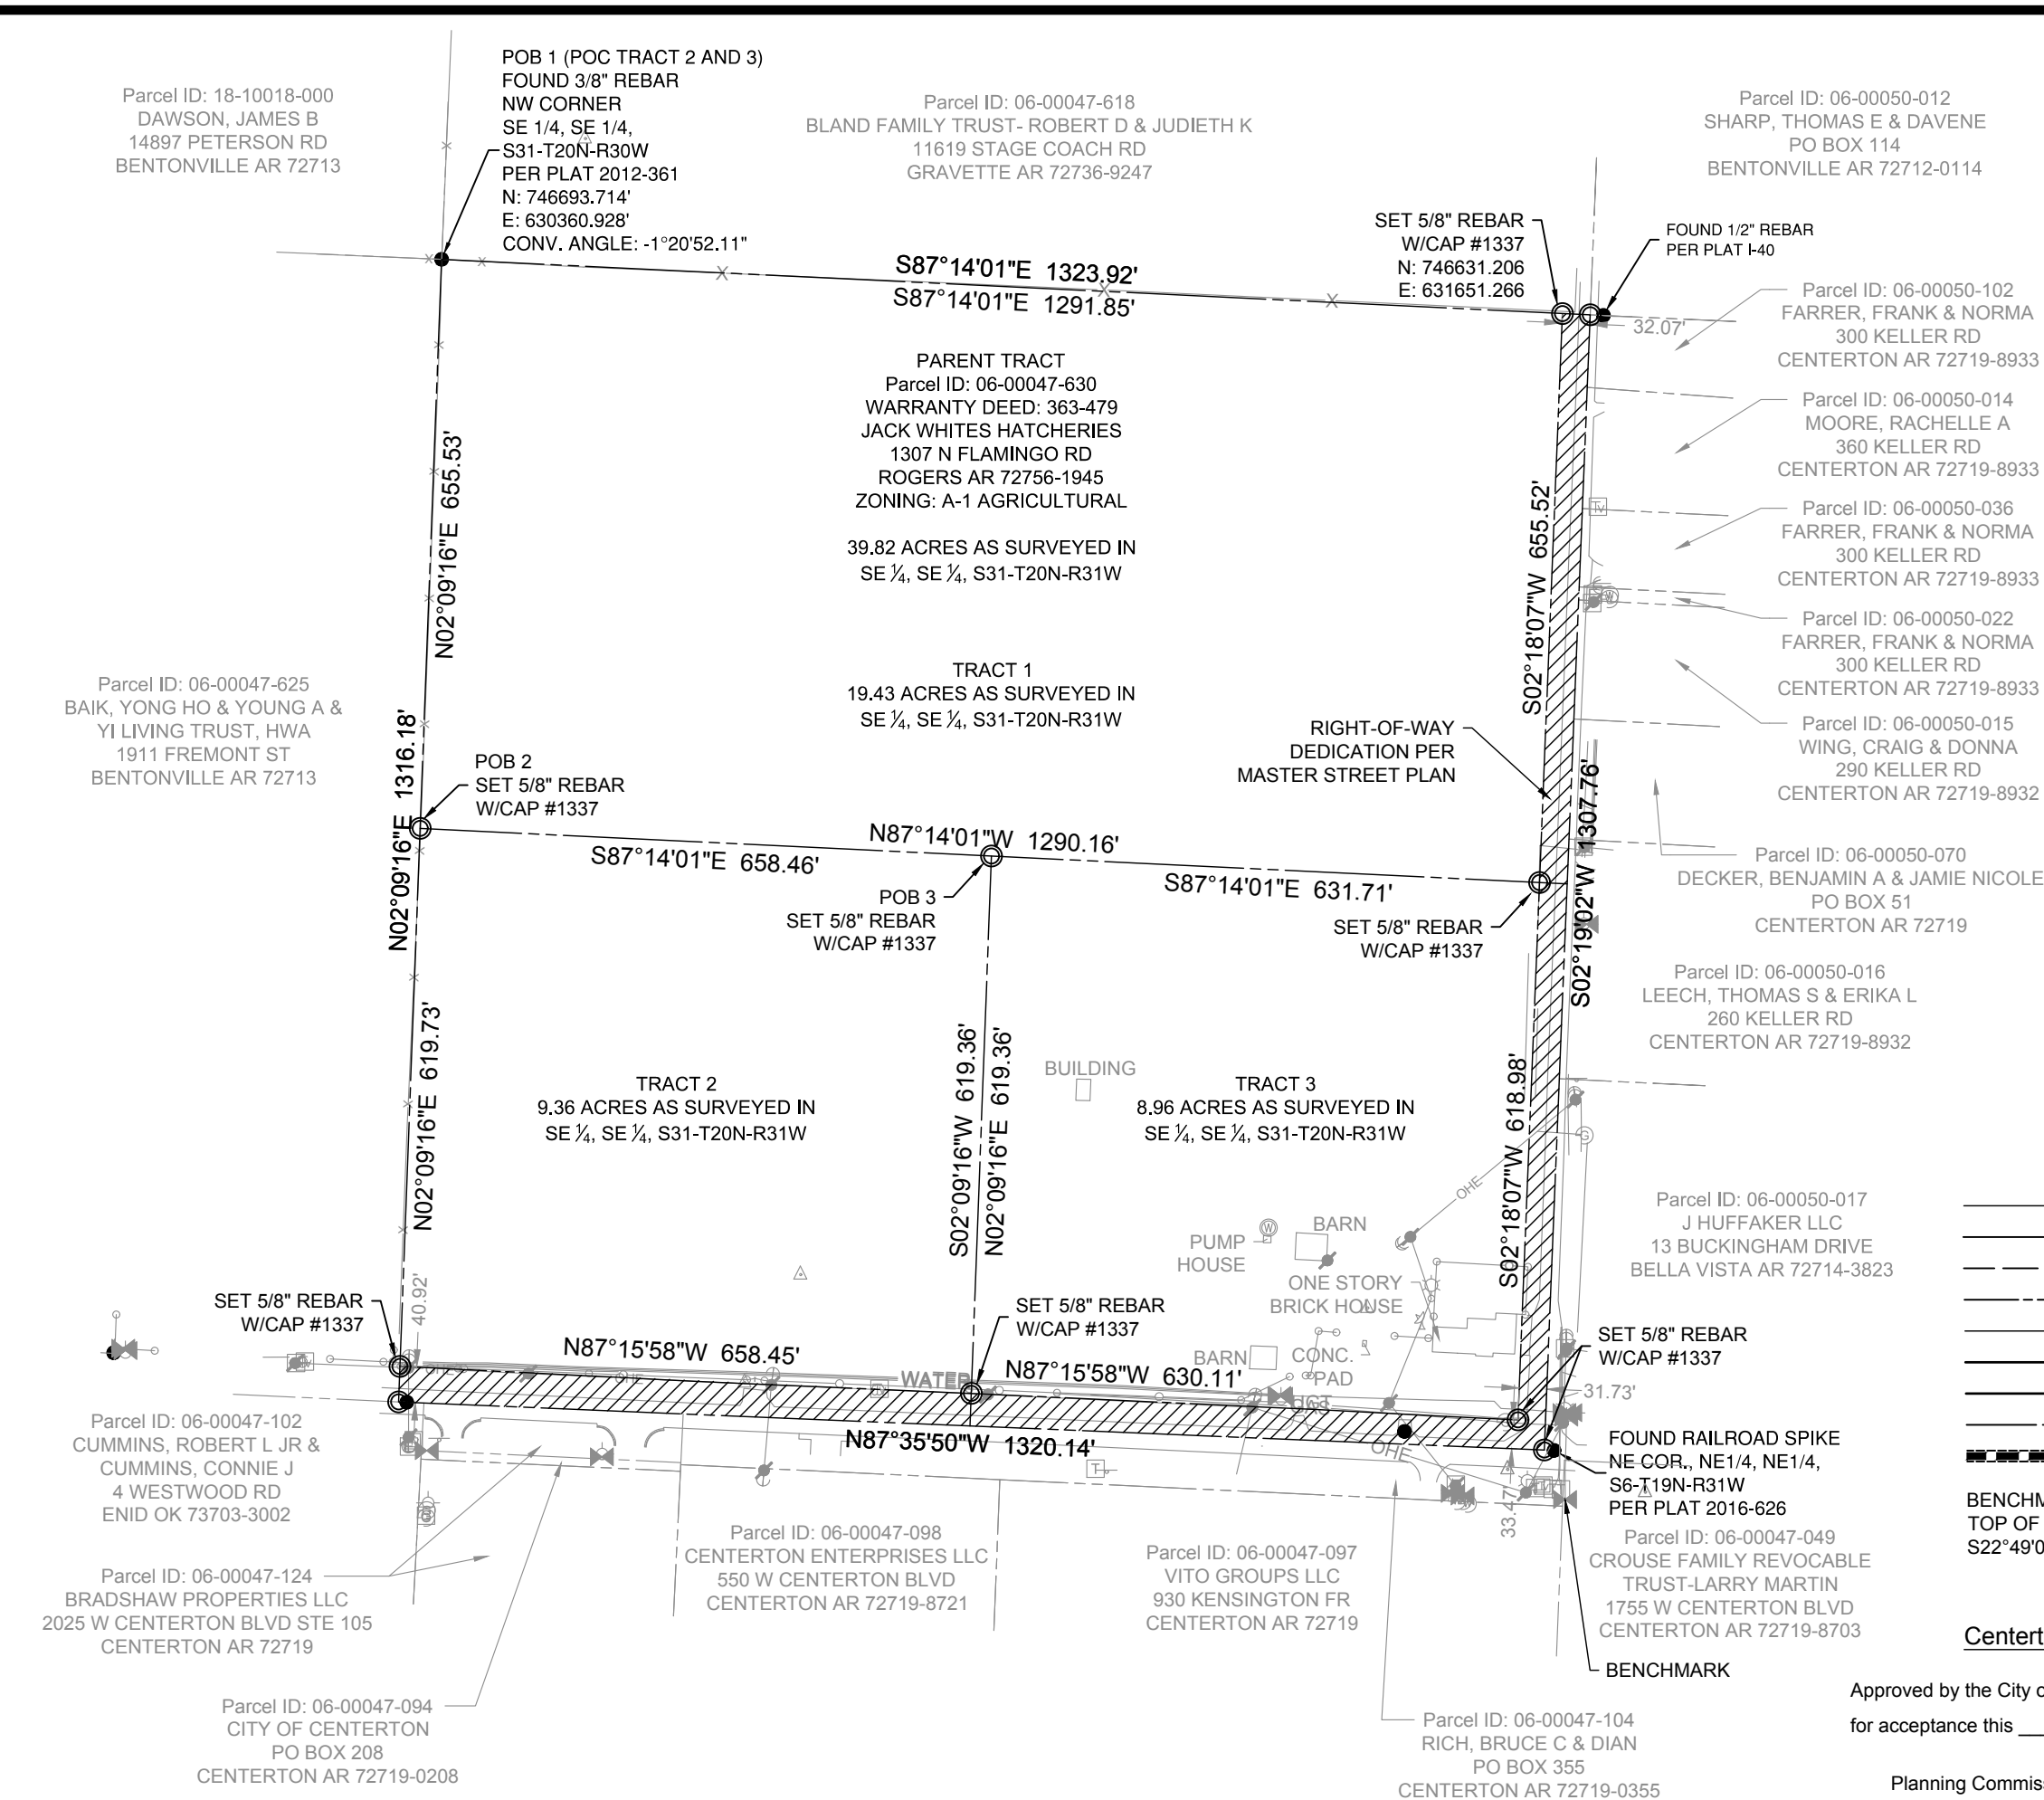 POB 1 (POC TRACT 2 AND 3)
FOUND 3/8" REBAR
NW CORNER
SE 1/4, SE 1/4,
S31-T20N-R30W
PER PLAT 2012-361
N: 746693.714'
E: 630360.928'
CONV. ANGLE: -1°20'52.11"
Parcel ID: 18-10018-000
DAWSON, JAMES B
14897 PETERSON RD
BENTONVILLE AR 72713
Parcel ID: 06-00047-618
BLAND FAMILY TRUST- ROBERT D & JUDIETH K
11619 STAGE COACH RD
GRAVETTE AR 72736-9247
Parcel ID: 06-00050-012
SHARP, THOMAS E & DAVENE
PO BOX 114
BENTONVILLE AR 72712-0114
SET 5/8" REBAR
W/CAP #1337
N: 746631.206
E: 631651.266
FOUND 1/2" REBAR
PER PLAT I-40
S87°14'01"E 1323.92'
S87°14'01"E 1291.85'
32.07'
Parcel ID: 06-00050-102
FARRER, FRANK & NORMA
300 KELLER RD
CENTERTON AR 72719-8933
PARENT TRACT
Parcel ID: 06-00047-630
WARRANTY DEED: 363-479
JACK WHITES HATCHERIES
1307 N FLAMINGO RD
ROGERS AR 72756-1945
ZONING: A-1 AGRICULTURAL
39.82 ACRES AS SURVEYED IN
SE ¼, SE ¼, S31-T20N-R31W
Parcel ID: 06-00050-014
MOORE, RACHELLE A
360 KELLER RD
CENTERTON AR 72719-8933
N02°09'16"E 655.53'
S02°18'07"W 655.52'
Tv
Parcel ID: 06-00050-036
FARRER, FRANK & NORMA
300 KELLER RD
CENTERTON AR 72719-8933
W
Parcel ID: 06-00050-022
FARRER, FRANK & NORMA
300 KELLER RD
CENTERTON AR 72719-8933
TRACT 1
19.43 ACRES AS SURVEYED IN
SE ¼, SE ¼, S31-T20N-R31W
Parcel ID: 06-00047-625
BAIK, YONG HO & YOUNG A &
YI LIVING TRUST, HWA
1911 FREMONT ST
BENTONVILLE AR 72713
RIGHT-OF-WAY
DEDICATION PER
MASTER STREET PLAN
Parcel ID: 06-00050-015
WING, CRAIG & DONNA
290 KELLER RD
CENTERTON AR 72719-8932
N02°09'16"E 1316.18'
POB 2
SET 5/8" REBAR
W/CAP #1337
S02°19'02"W 1307.76'
N87°14'01"W 1290.16'
S87°14'01"E 658.46'
S87°14'01"E 631.71'
POB 3
SET 5/8" REBAR
W/CAP #1337
SET 5/8" REBAR
W/CAP #1337
Parcel ID: 06-00050-070
DECKER, BENJAMIN A & JAMIE NICOLE
PO BOX 51
CENTERTON AR 72719
Parcel ID: 06-00050-016
LEECH, THOMAS S & ERIKA L
260 KELLER RD
CENTERTON AR 72719-8932
N02°09'16"E 619.73'
S02°09'16"W 619.36'
N02°09'16"E 619.36'
BUILDING
S02°18'07"W 618.98'
TRACT 2
9.36 ACRES AS SURVEYED IN
SE ¼, SE ¼, S31-T20N-R31W
TRACT 3
8.96 ACRES AS SURVEYED IN
SE ¼, SE ¼, S31-T20N-R31W
G
OHE
Parcel ID: 06-00050-017
J HUFFAKER LLC
13 BUCKINGHAM DRIVE
BELLA VISTA AR 72714-3823
PUMP
HOUSE
W
BARN
ONE STORY
BRICK HOUSE
40.92'
SET 5/8" REBAR
W/CAP #1337
SET 5/8" REBAR
W/CAP #1337
SET 5/8" REBAR
W/CAP #1337
N87°15'58"W 658.45'
N87°15'58"W 630.11'
OHE
OHE
WATER
BARN
CONC.
PAD
31.73'
N87°35'50"W 1320.14'
OHE
FOUND RAILROAD SPIKE
NE COR., NE1/4, NE1/4,
S6-T19N-R31W
PER PLAT 2016-626
33.47'
Parcel ID: 06-00047-102
CUMMINS, ROBERT L JR &
CUMMINS, CONNIE J
4 WESTWOOD RD
ENID OK 73703-3002
BENCHM
TOP OF
S22°49'0
Parcel ID: 06-00047-098
CENTERTON ENTERPRISES LLC
550 W CENTERTON BLVD
CENTERTON AR 72719-8721
Parcel ID: 06-00047-097
VITO GROUPS LLC
930 KENSINGTON FR
CENTERTON AR 72719
Parcel ID: 06-00047-049
CROUSE FAMILY REVOCABLE
TRUST-LARRY MARTIN
1755 W CENTERTON BLVD
CENTERTON AR 72719-8703
Parcel ID: 06-00047-124
BRADSHAW PROPERTIES LLC
2025 W CENTERTON BLVD STE 105
CENTERTON AR 72719
Centert
BENCHMARK
Approved by the City o
for acceptance this
Parcel ID: 06-00047-094
CITY OF CENTERTON
PO BOX 208
CENTERTON AR 72719-0208
Parcel ID: 06-00047-104
RICH, BRUCE C & DIAN
PO BOX 355
CENTERTON AR 72719-0355
Planning Commis